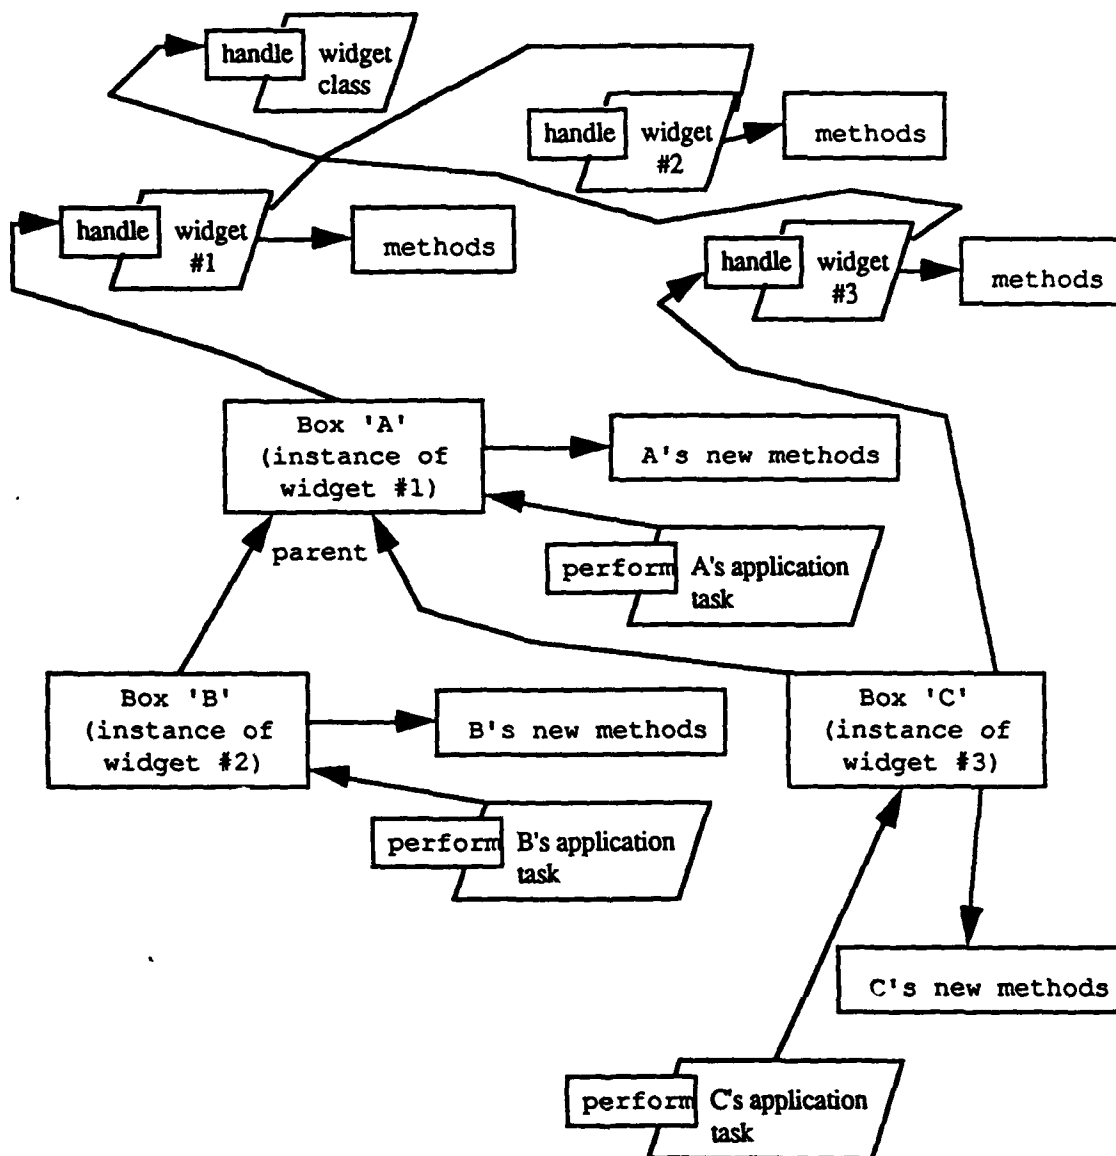 handle widget
class
handle widget
#2
methods
handle widget
#1
methods
handle widget
#3
methods
Box 'A'
(instance of
widget #1)
A's new methods
parent
perform A's application
task
Box 'B'
(instance of
widget #2)
B's new methods
Box 'C'
(instance of
widget #3)
perform B's application
task
C's new methods
perform C's application
task